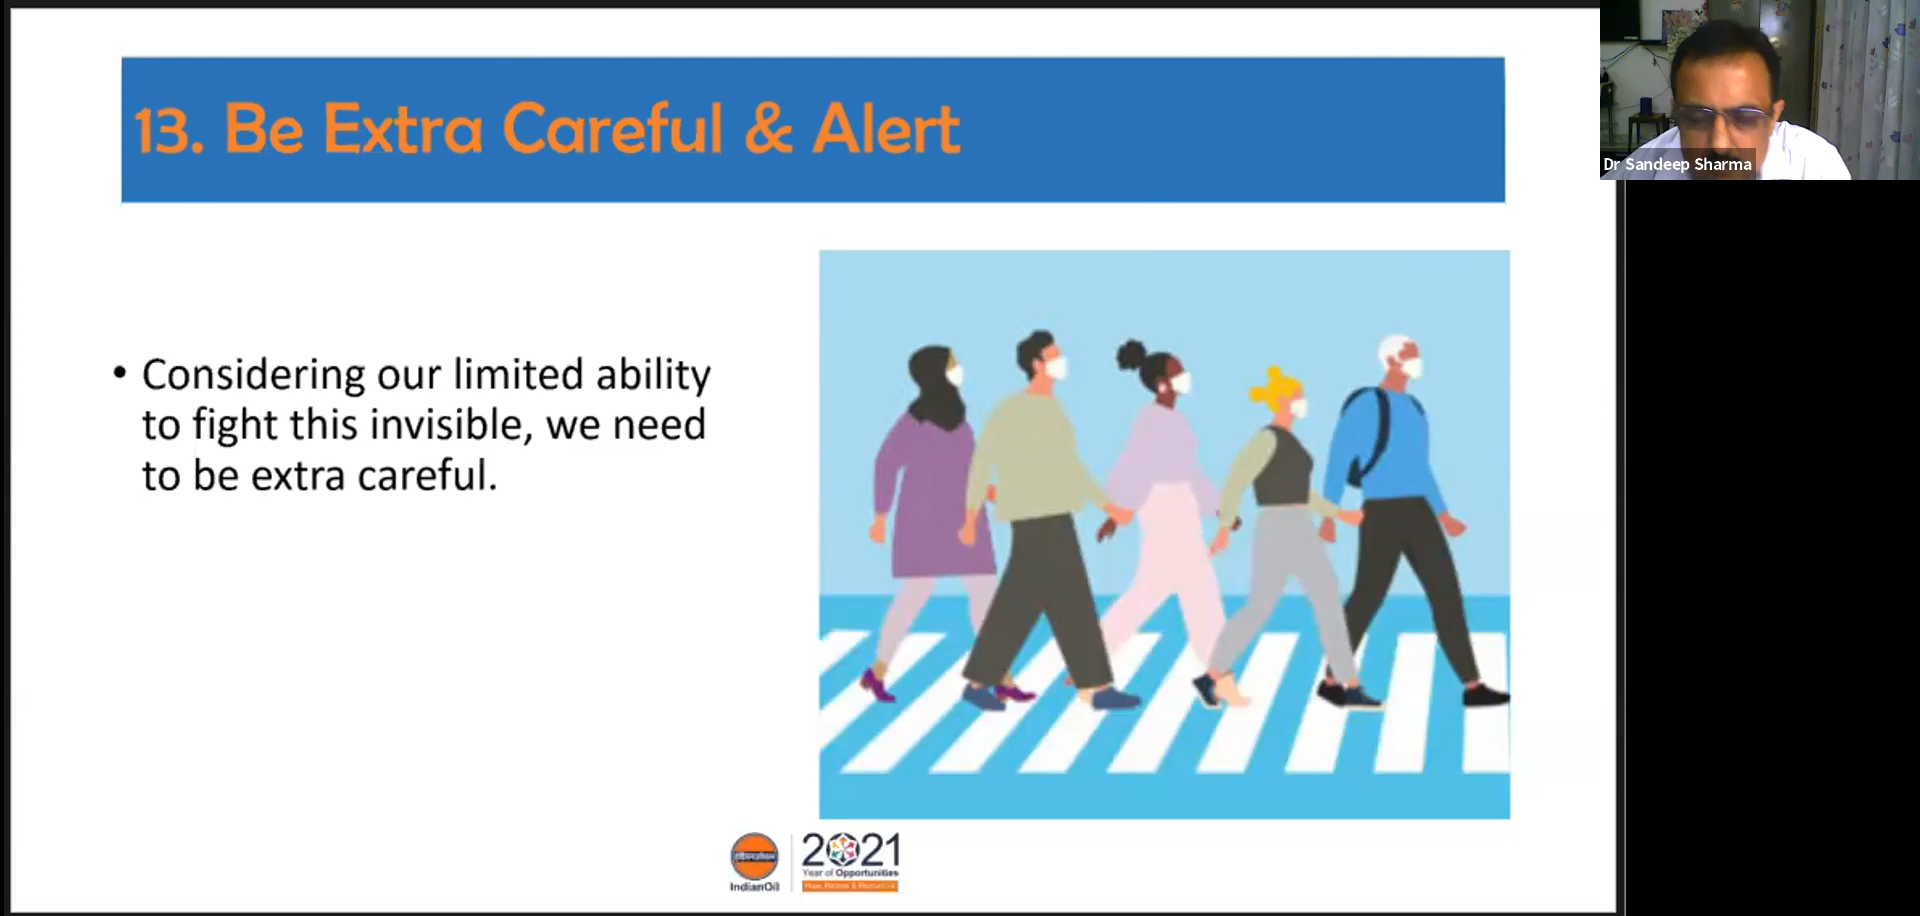 13. Be Extra Careful & Alert
Dr Sandeep Sharma
• Considering our limited ability
to fight this invisible, we need
to be extra careful.
IndianOil
2021
Year of Opportunities